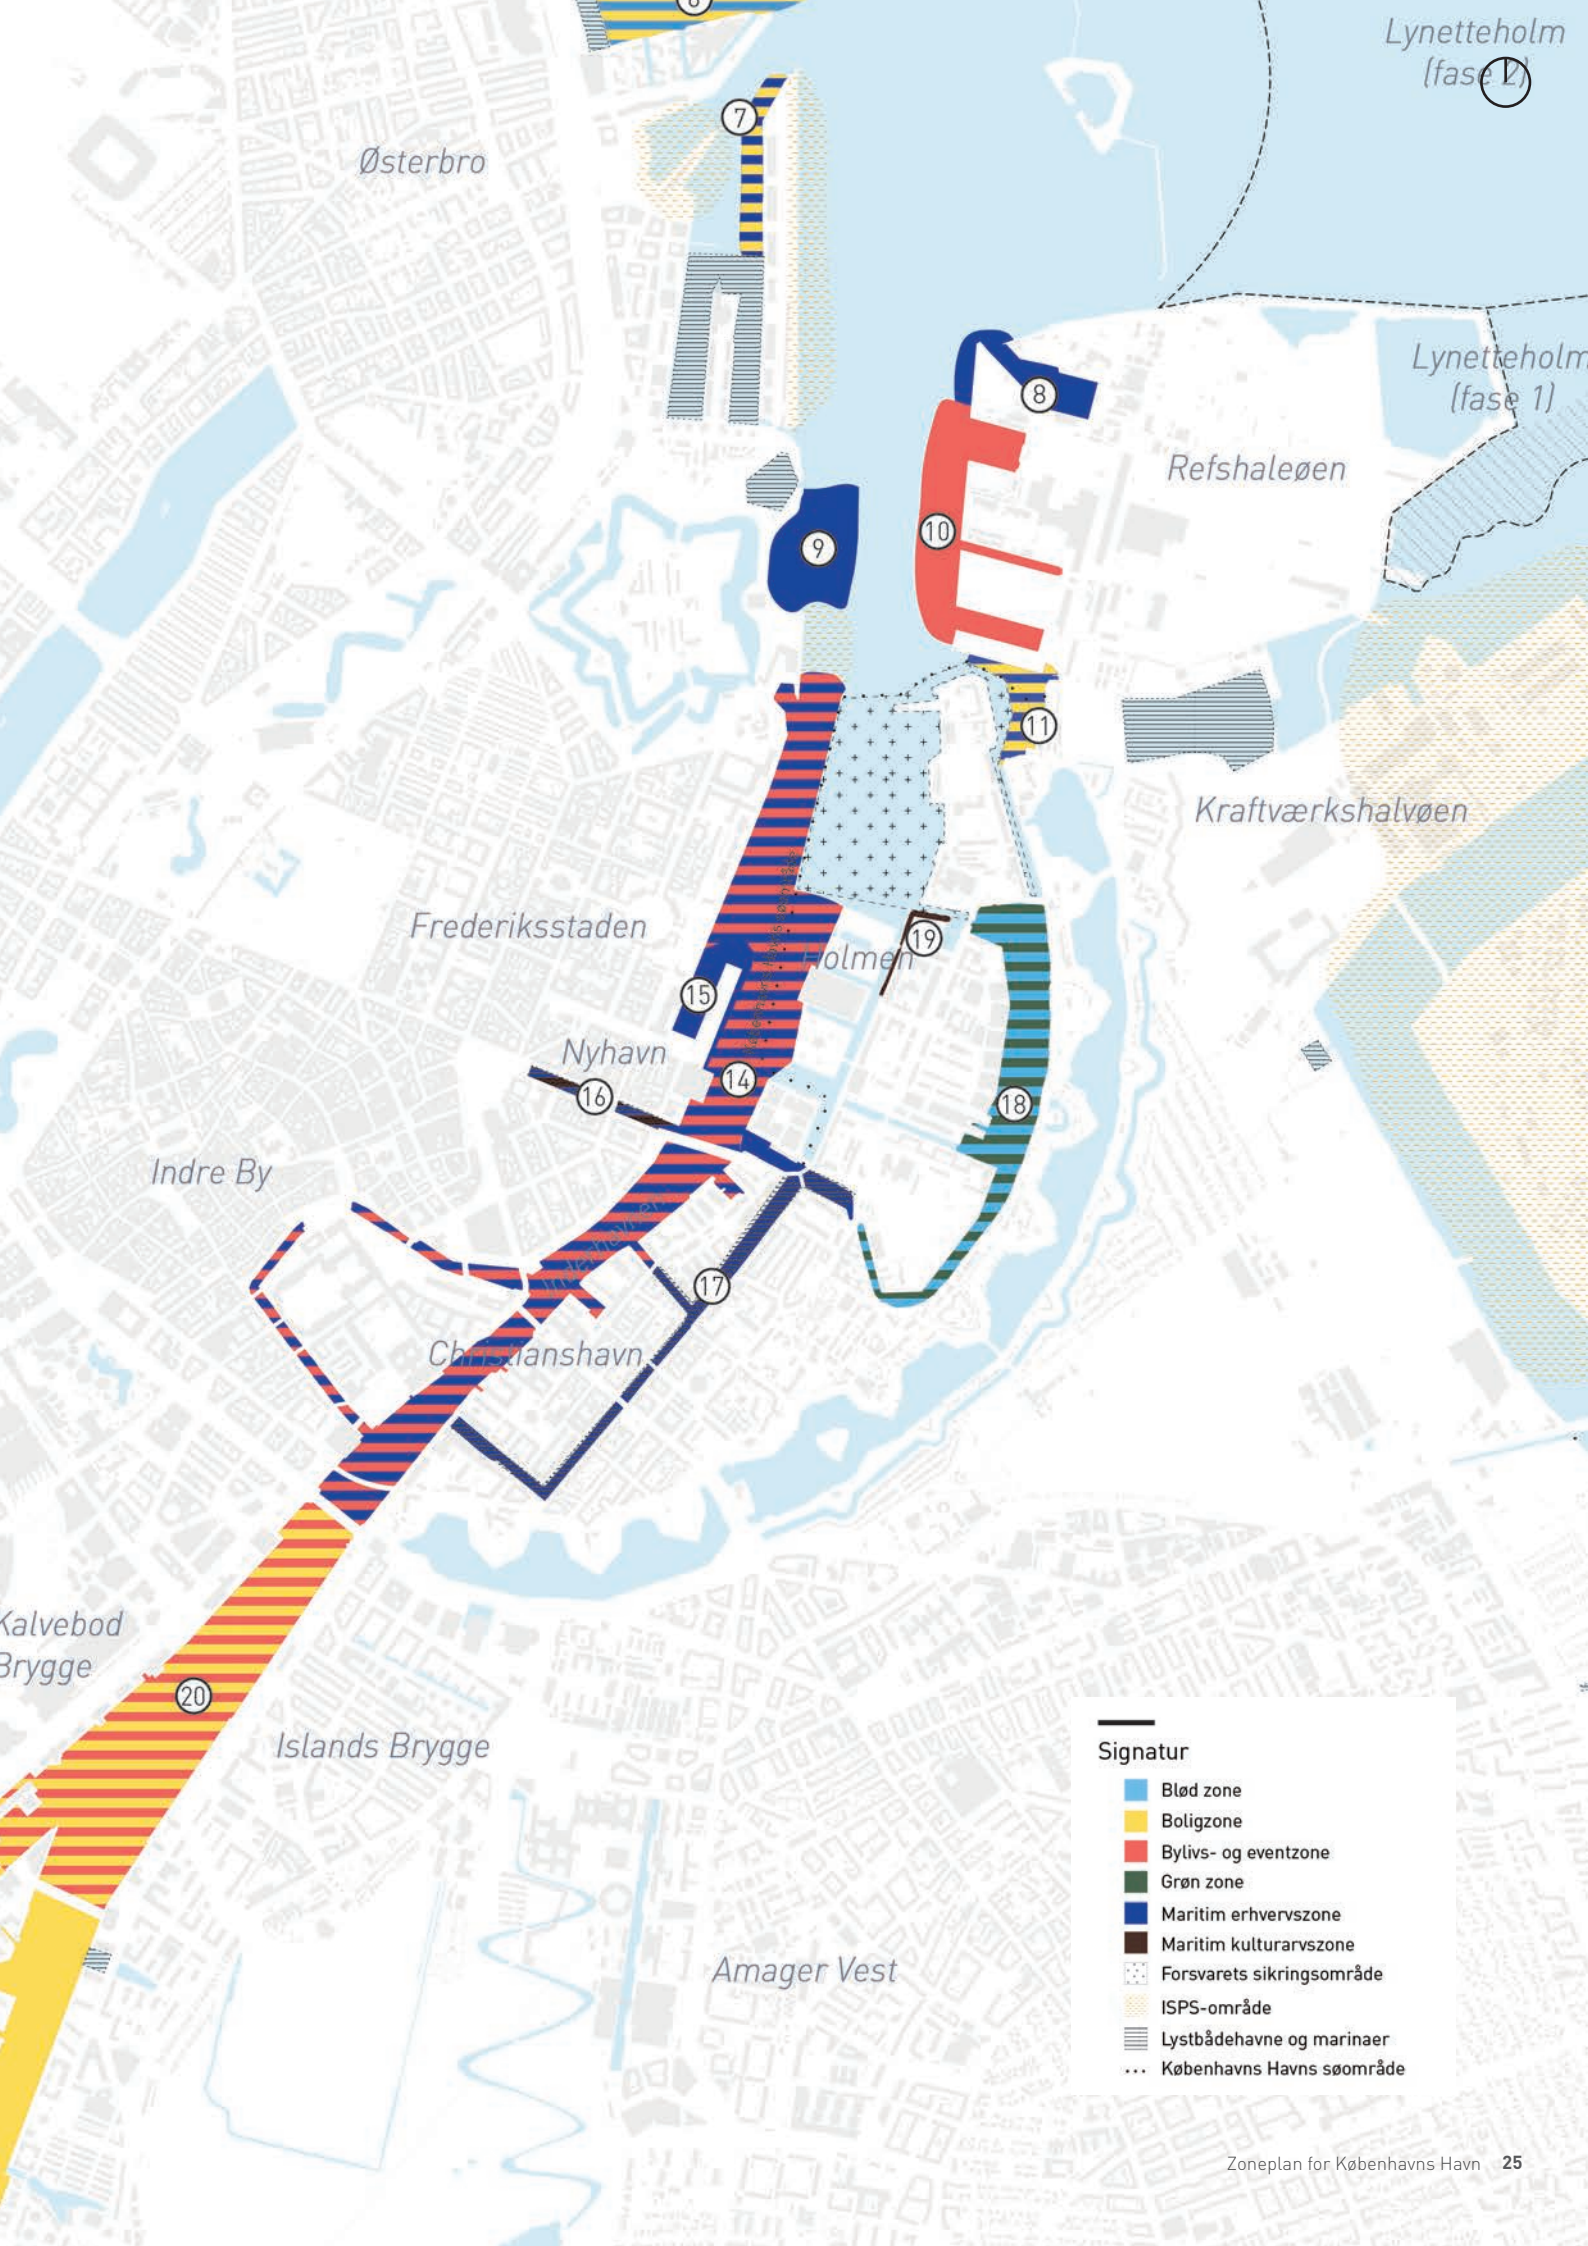 6
Lynetteholm
(fase 2)
7
Østerbro
Lynetteholm
(fase 1)
8
Refshaleøen
9
10
11
Kraftværkshalvøen
Frederiksstaden
19
Holmen
15
Nyhavn
14
16
18
Indre By
Inderhavnen
17
Christianshavn
Kalvebod
Brygge
20
Islands Brygge
Signatur
Blød zone
Boligzone
Bylivs- og eventzone
Grøn zone
Maritim erhvervszone
Maritim kulturarvszone
Forsvarets sikringsområde
ISPS-område
Lystbådehavne og marinaer
Københavns Havns søområde
Amager Vest
Zoneplan for Københavns Havn 25